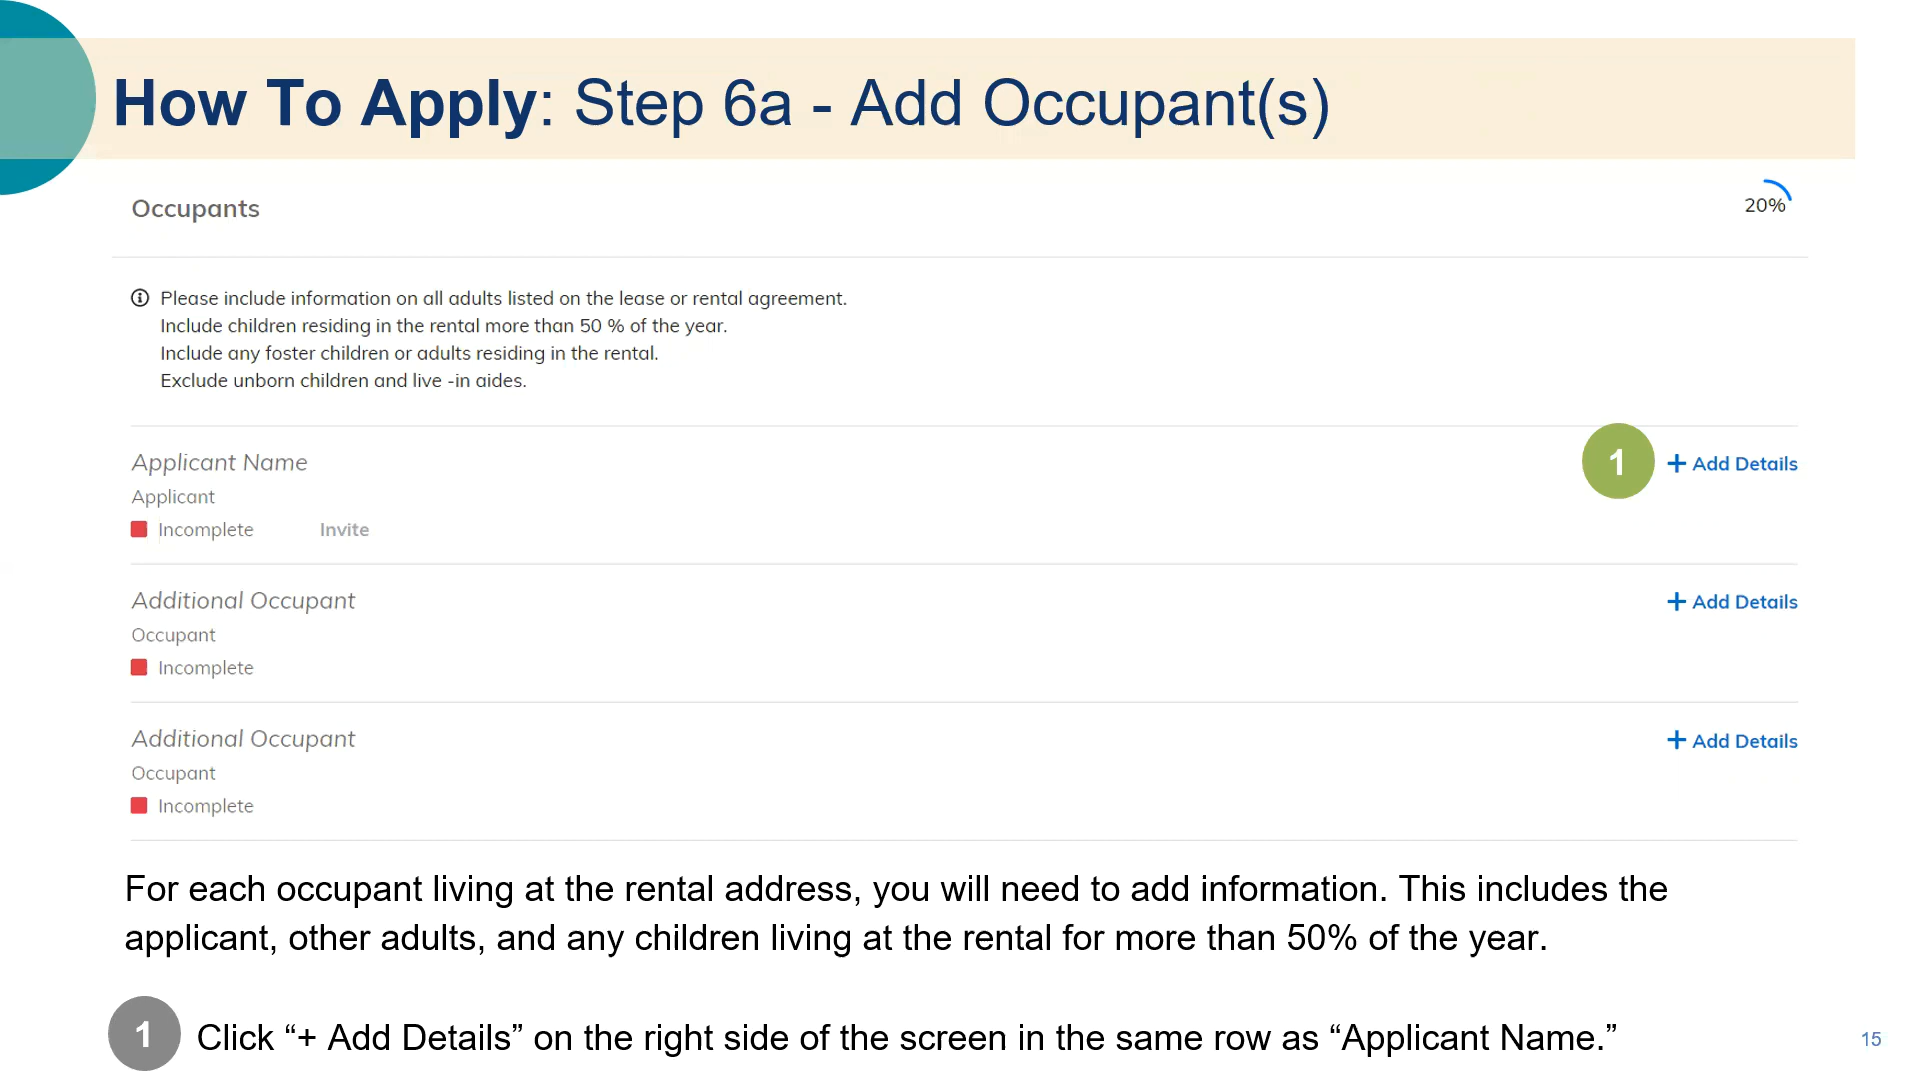 How To Apply: Step 6a - Add Occupant(s)
Occupants
20%
Please include information on all adults listed on the lease or rental agreement.
Include children residing in the rental more than 50 % of the year.
Include any foster children or adults residing in the rental.
Exclude unborn children and live -in aides.
Applicant Name
1
+ Add Details
Applicant
Incomplete Invite
Additional Occupant
+ Add Details
Occupant
Incomplete
Additional Occupant
+ Add Details
Occupant
Incomplete
For each occupant living at the rental address, you will need to add information. This includes the
applicant, other adults, and any children living at the rental for more than 50% of the year.
1 Click “+ Add Details” on the right side of the screen in the same row as “Applicant Name.”
15